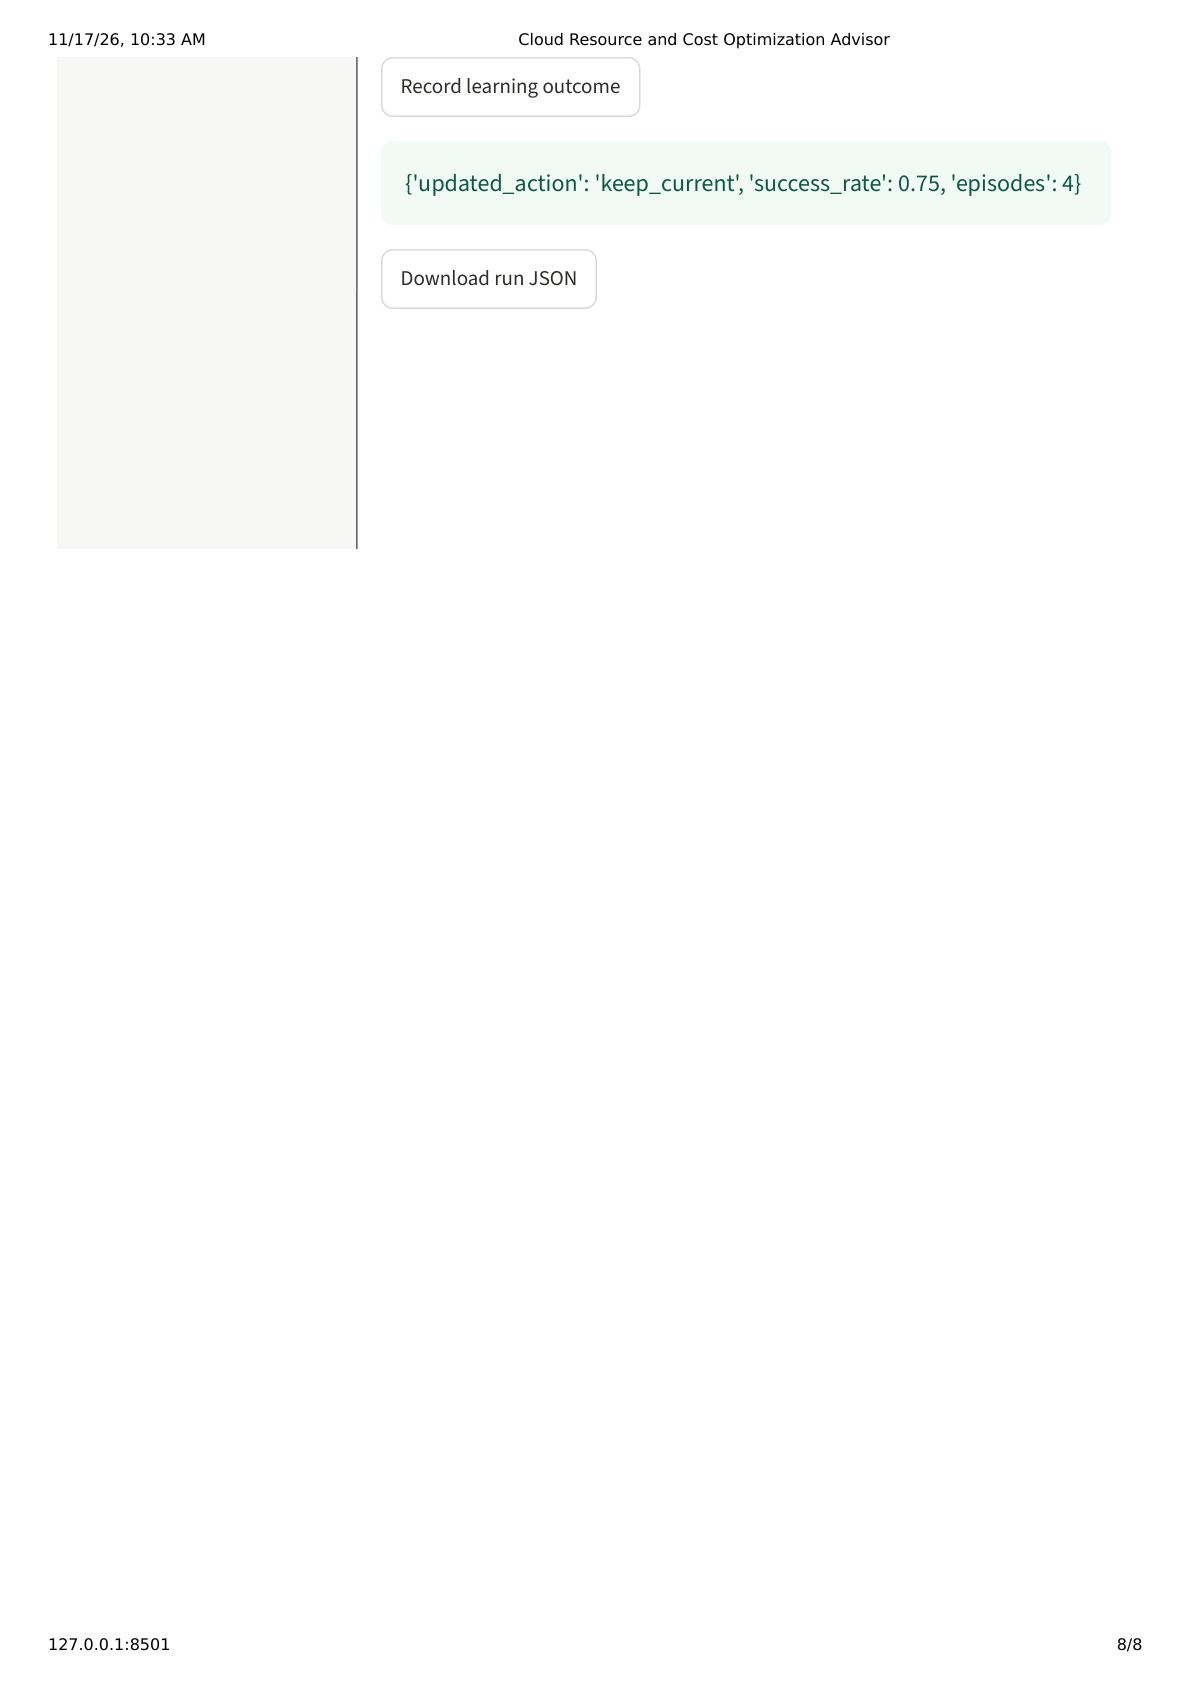 11/17/26, 10:33 AM Cloud Resource and Cost Optimization Advisor
Record learning outcome
{'updated_action': 'keep_current', 'success_rate': 0.75, 'episodes': 4}
Download run JSON
127.0.0.1:8501 8/8